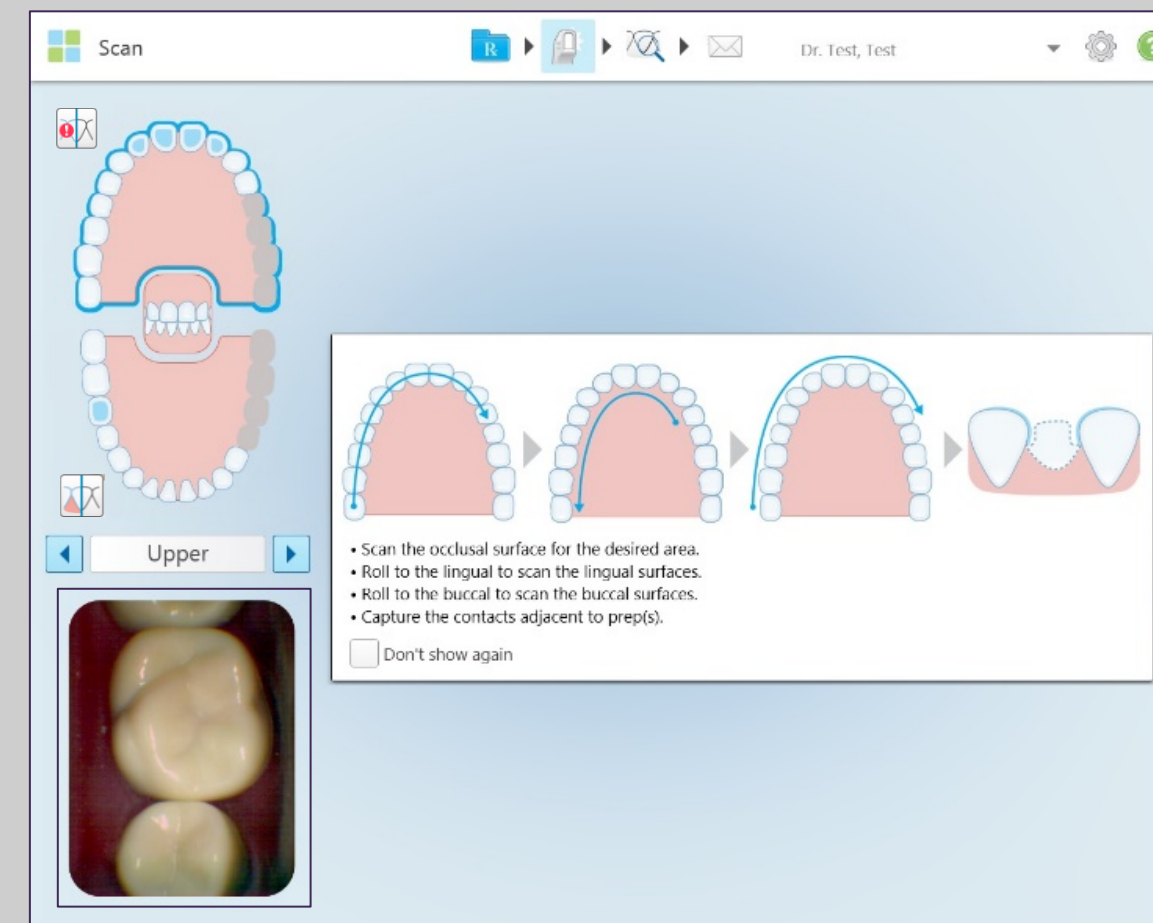 Scan
R
Dr. Test, Test
?
Upper
• Scan the occlusal surface for the desired area.
• Roll to the lingual to scan the lingual surfaces.
• Roll to the buccal to scan the buccal surfaces.
• Capture the contacts adjacent to prep(s).
Don't show again